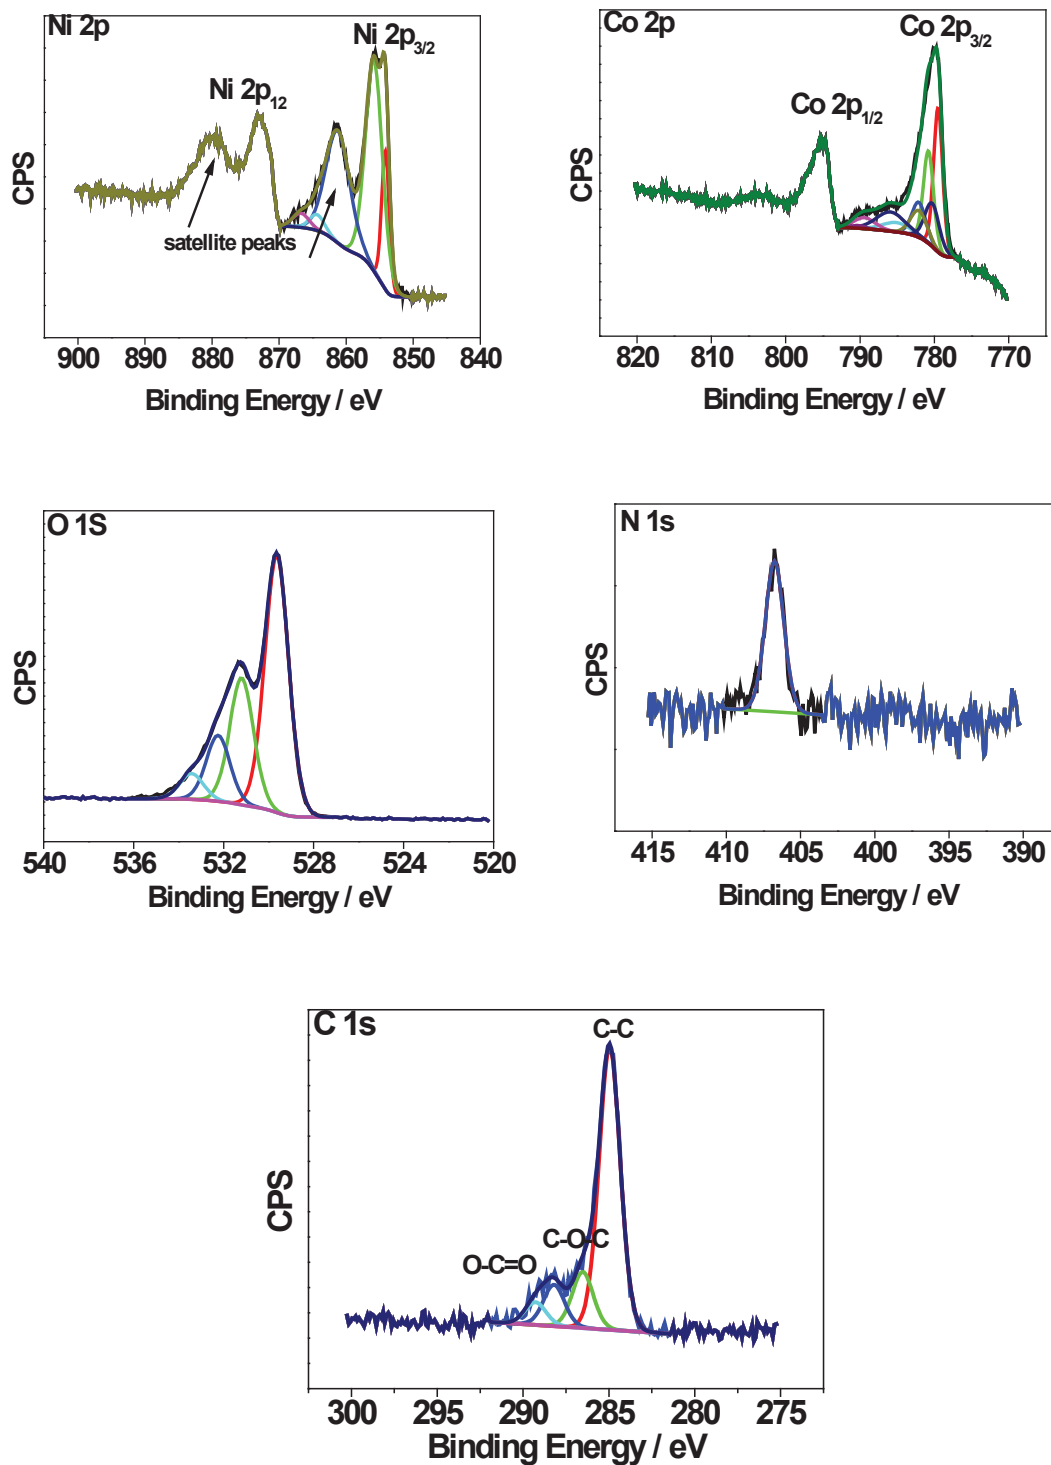 Ni 2p
Ni 2p3/2
Ni 2p12
satellite peaks
CPS
900 890 880 870 860 850 840
Binding Energy / eV
Co 2p
Co 2p3/2
Co 2p1/2
CPS
820 810 800 790 780 770
Binding Energy / eV
O 1S
CPS
540 536 532 528 524 520
Binding Energy / eV
N 1s
CPS
415 410 405 400 395 390
Binding Energy / eV
C 1s
C-C
C-O-C
O-C=O
CPS
300 295 290 285 280 275
Binding Energy / eV